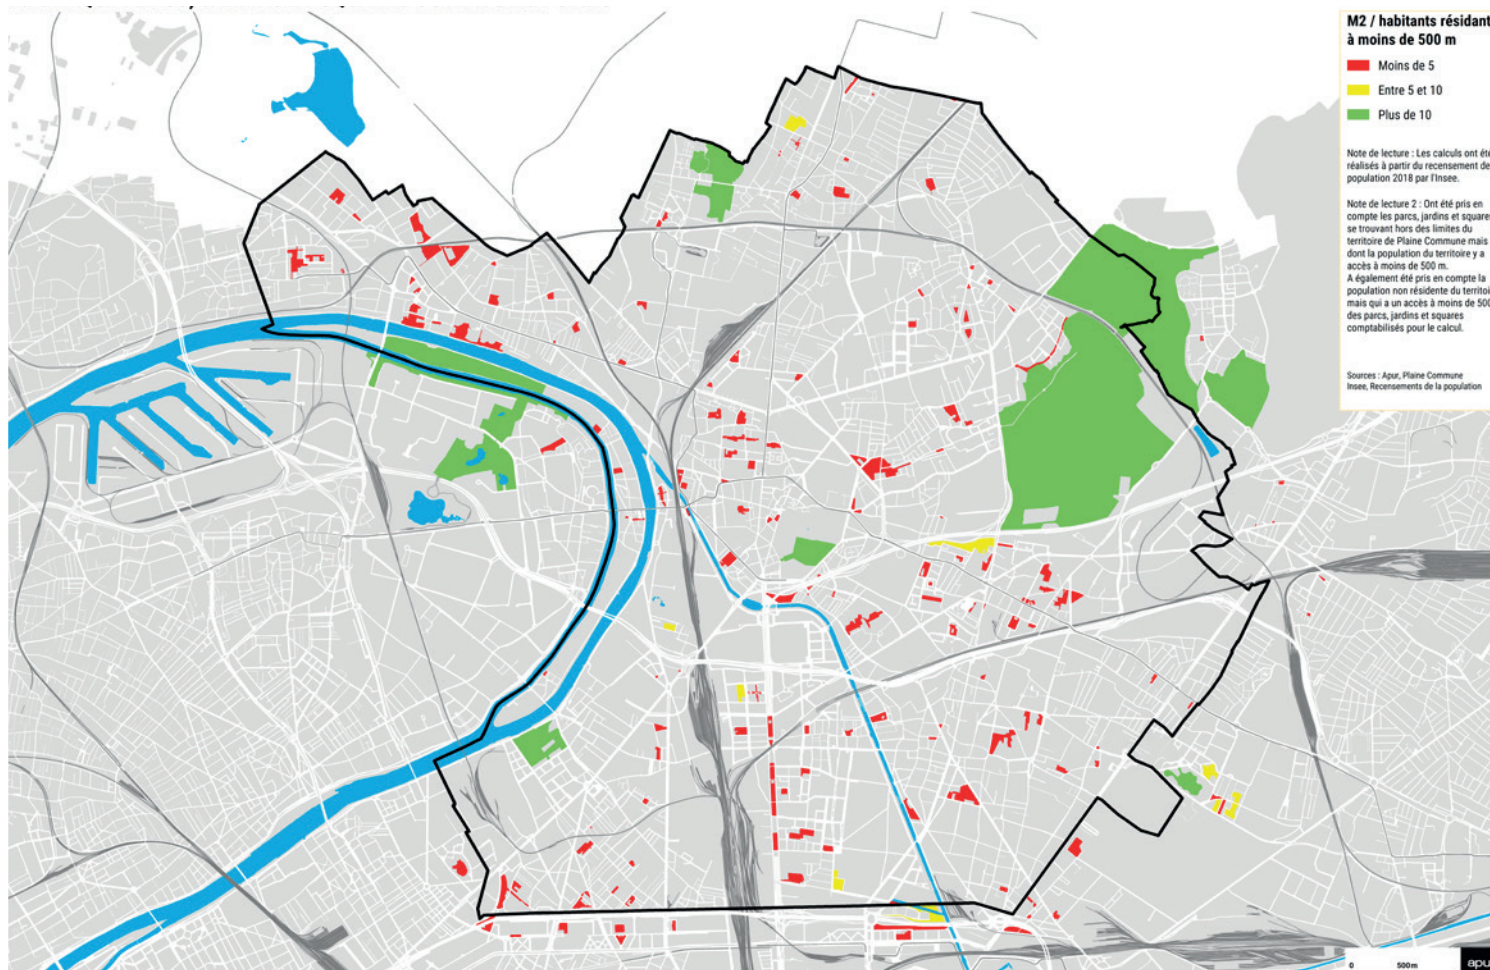 M2 / habitants résidant
à moins de 500 m
Moins de 5
Entre 5 et 10
Plus de 10
Note de lecture : Les calculs ont été
réalisés à partir du recensement de
population 2018 par l'Insee.
Note de lecture 2 : Ont été pris en
compte les parcs, jardins et square
se trouvant hors des limites du
territoire de Plaine Commune mais
dont la population du territoire y a
accès à moins de 500 m.
A également été pris en compte la
population non résidente du territoi
mais qui a un accès à moins de 500
des parcs, jardins et squares
comptabilisés pour le calcul.
Sources : Apur, Plaine Commune
Insee, Recensements de la population
0 500 m
apu